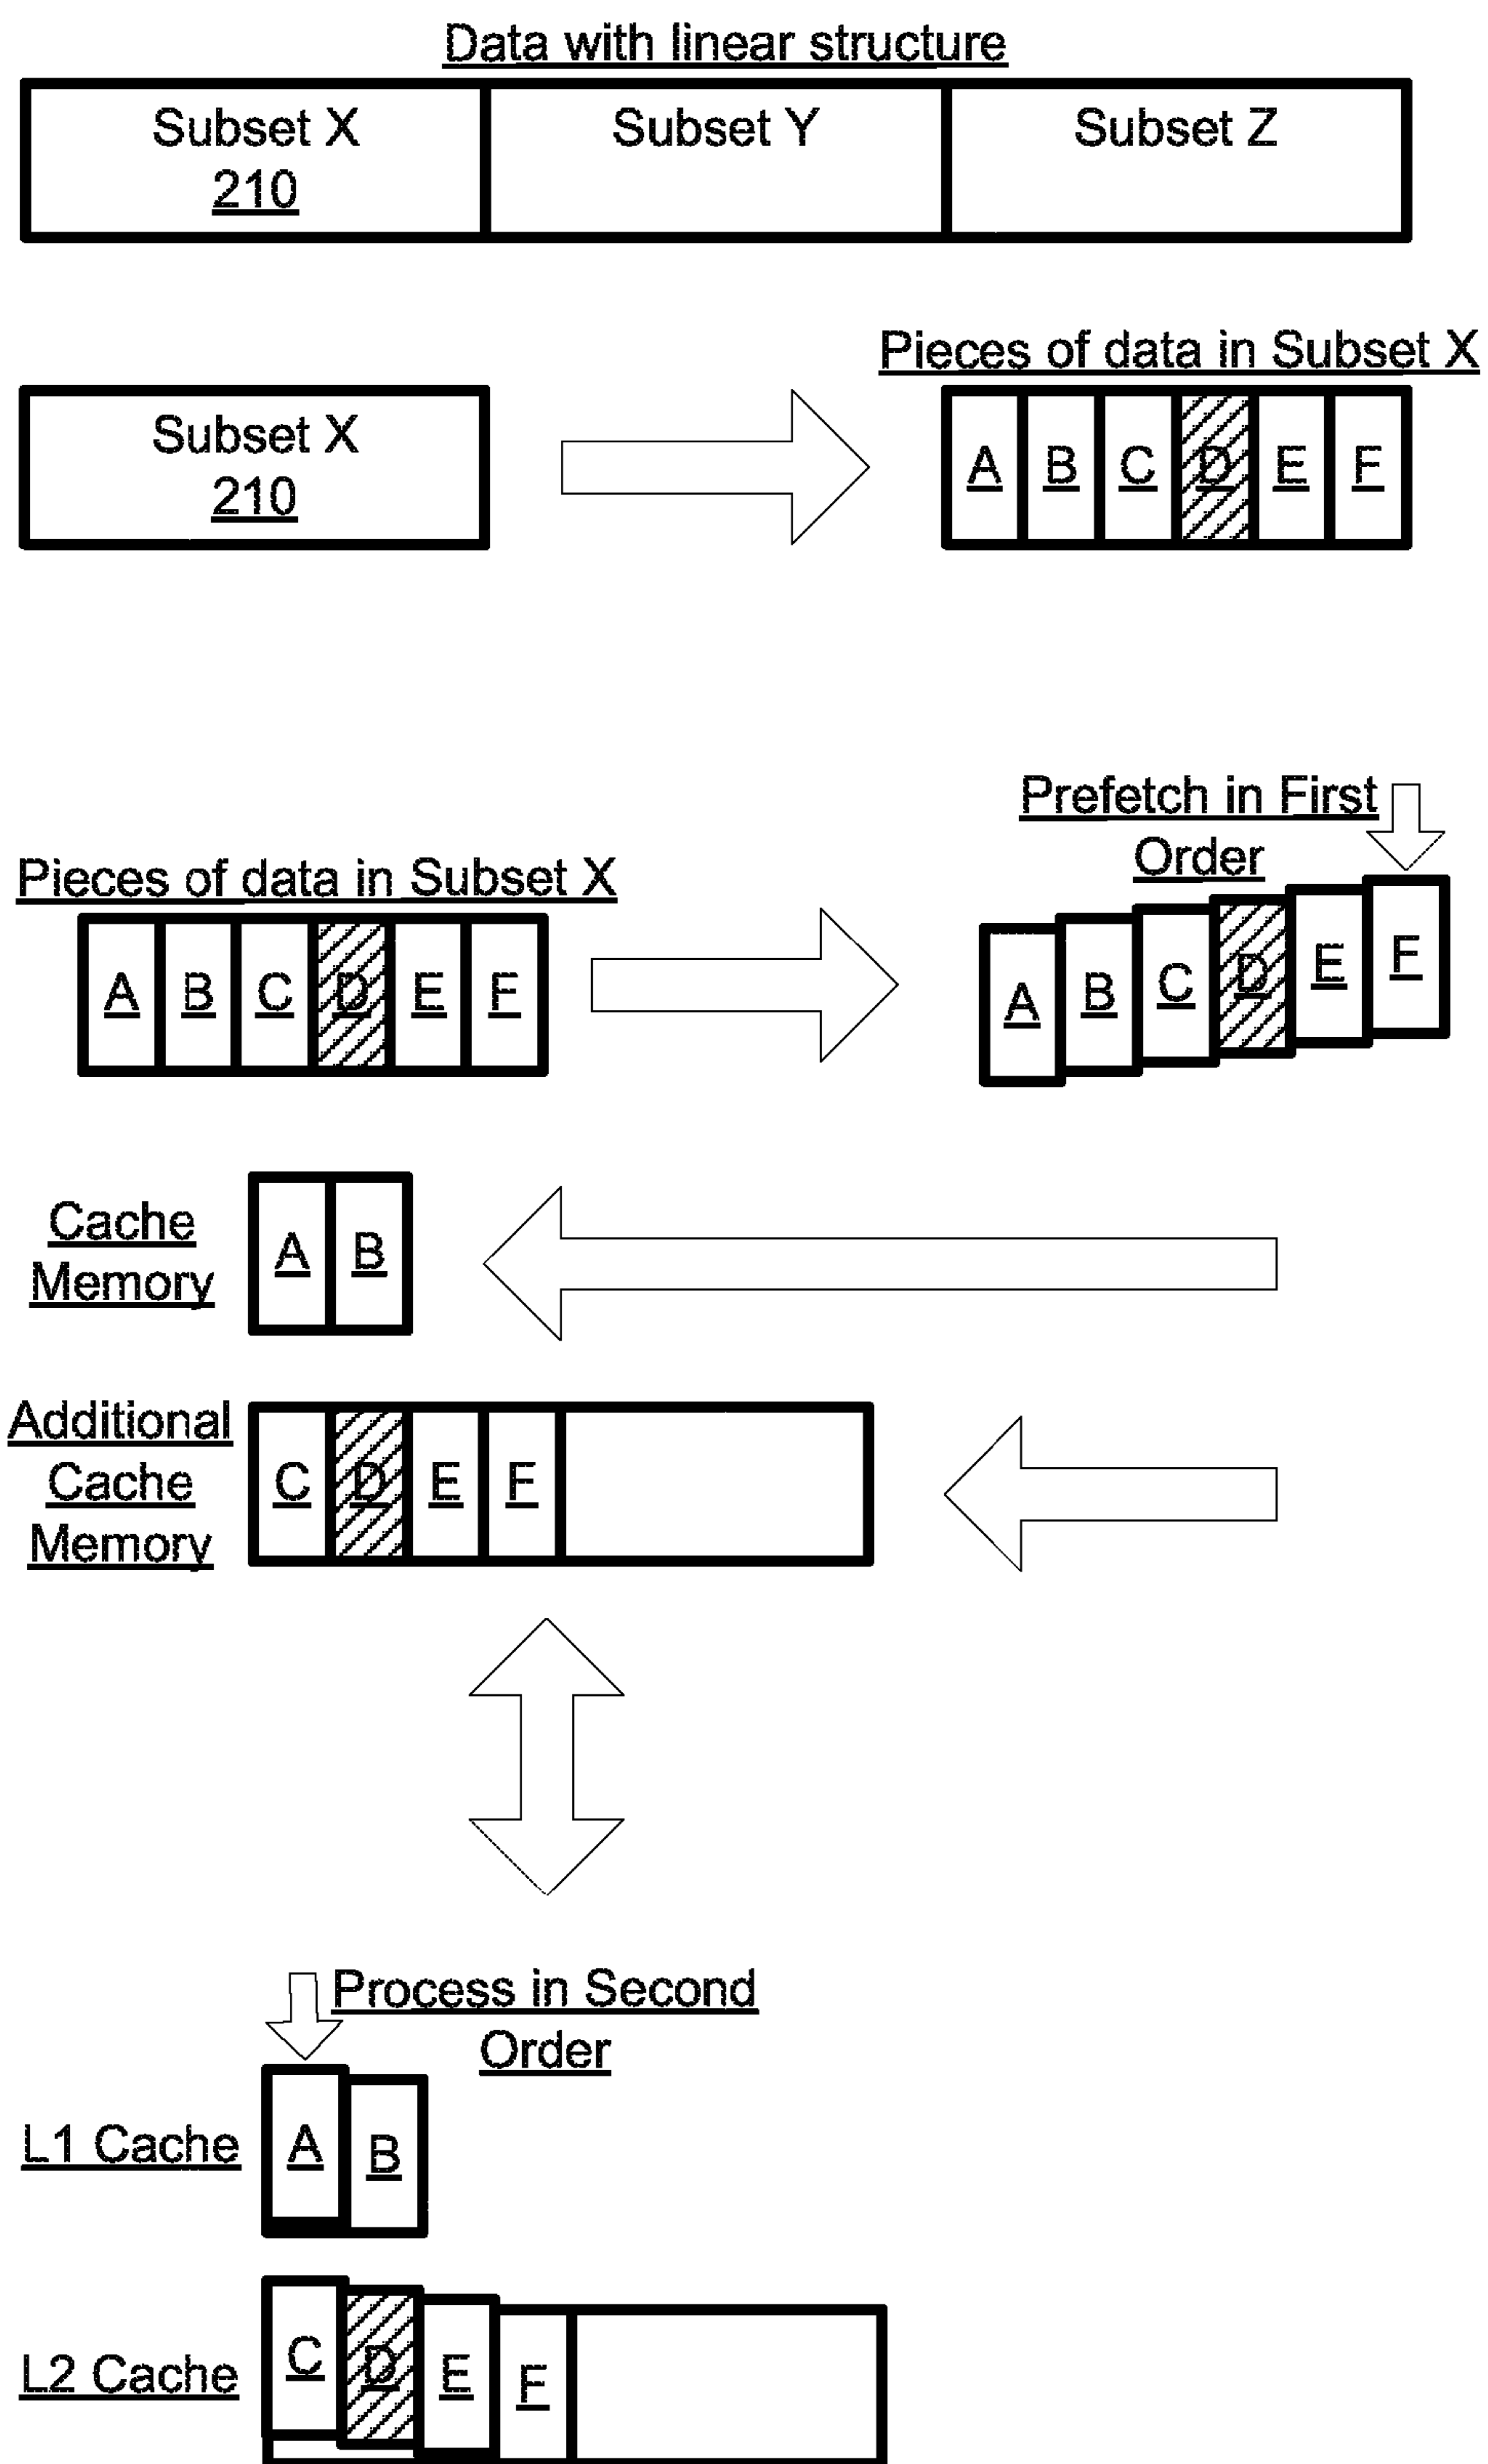 Data with linear structure
Subset X
210
Subset Y
Subset Z
Pieces of data in Subset X
Subset X
210
A B C D E F
Prefetch in First
Order
Pieces of data in Subset X
A B C D E F
A B C D E F
Cache
Memory
A B
Additional
Cache
Memory
C D E F
Process in Second
Order
L1 Cache
A B
L2 Cache
C D E F